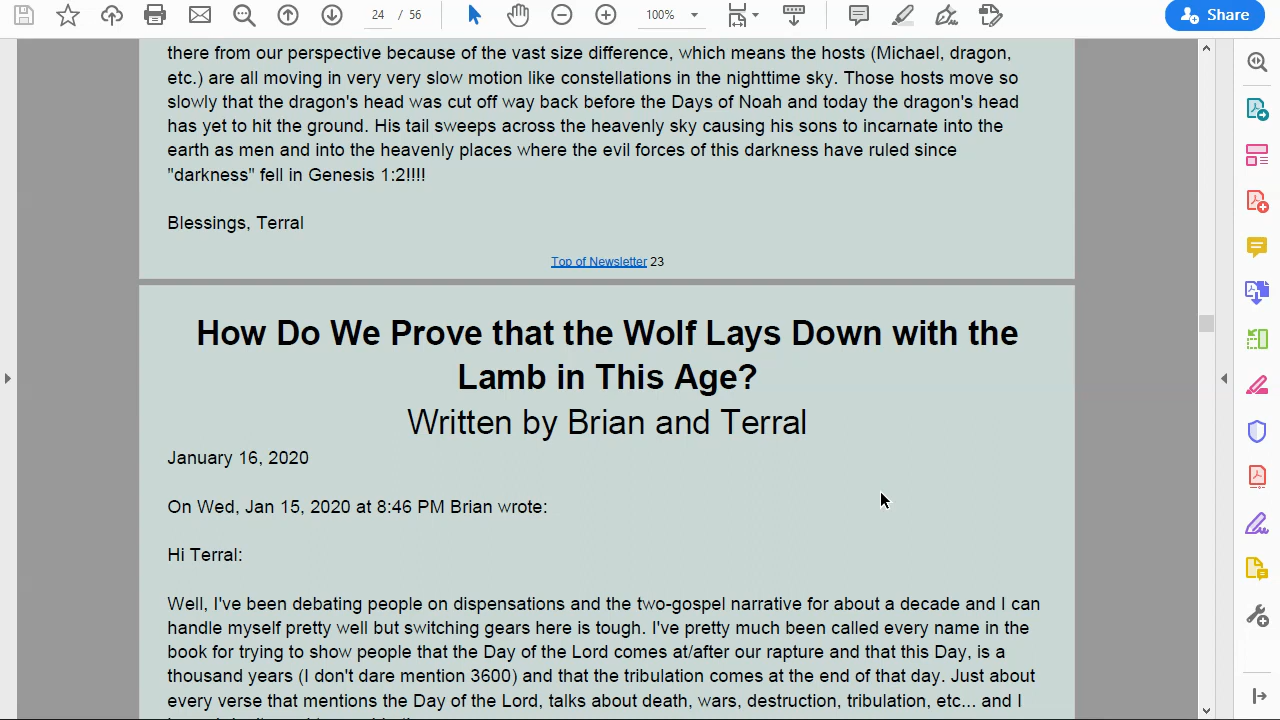 24 / 56
100%
Share
there from our perspective because of the vast size difference, which means the hosts (Michael, dragon,
etc.) are all moving in very very slow motion like constellations in the nighttime sky. Those hosts move so
slowly that the dragon's head was cut off way back before the Days of Noah and today the dragon's head
has yet to hit the ground. His tail sweeps across the heavenly sky causing his sons to incarnate into the
earth as men and into the heavenly places where the evil forces of this darkness have ruled since
"darkness" fell in Genesis 1:2!!!!
Blessings, Terral
Top of Newsletter 23
How Do We Prove that the Wolf Lays Down with the
Lamb in This Age?
Written by Brian and Terral
January 16, 2020
On Wed, Jan 15, 2020 at 8:46 PM Brian wrote:
Hi Terral:
Well, I've been debating people on dispensations and the two-gospel narrative for about a decade and I can
handle myself pretty well but switching gears here is tough. I've pretty much been called every name in the
book for trying to show people that the Day of the Lord comes at/after our rapture and that this Day, is a
thousand years (I don't dare mention 3600) and that the tribulation comes at the end of that day. Just about
every verse that mentions the Day of the Lord, talks about death, wars, destruction, tribulation, etc... and I